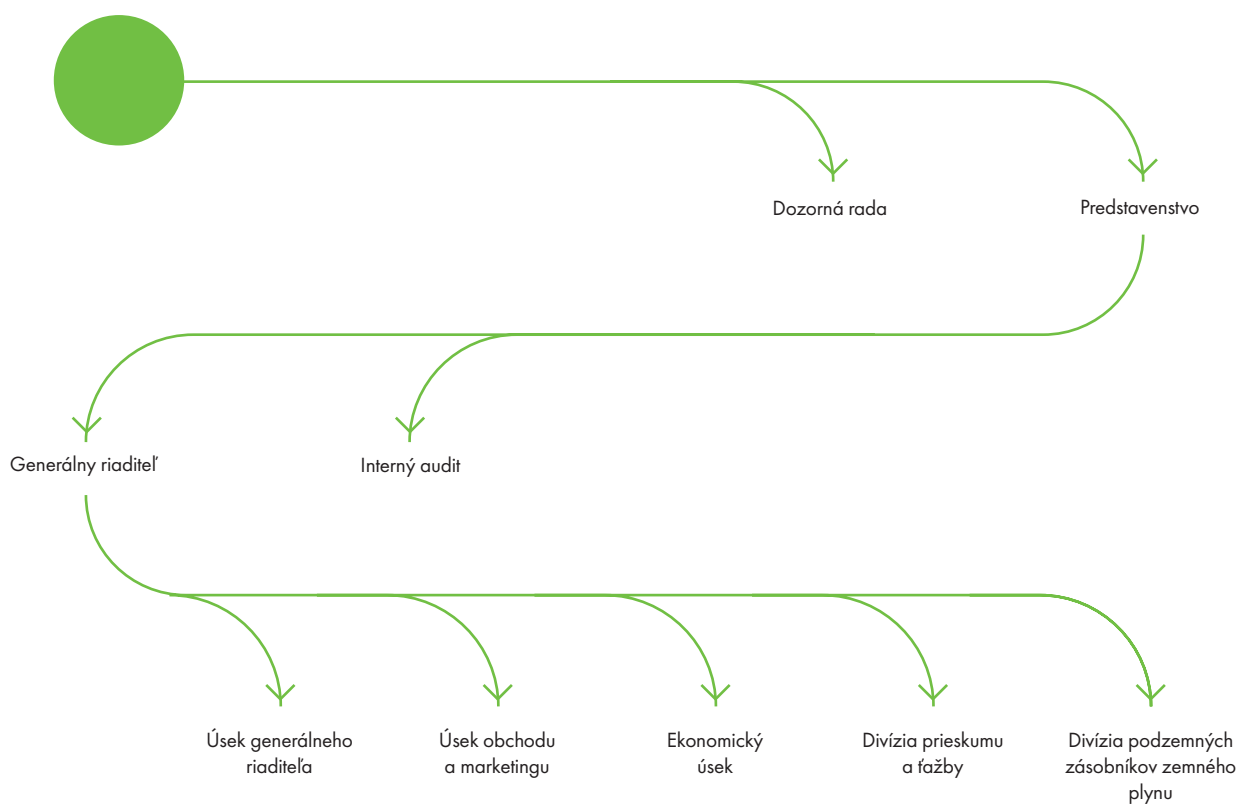 Dozorná rada
Predstavenstvo
Generálny riaditeľ
Interný audit
Úsek generálneho
riaditeľa
Úsek obchodu
a marketingu
Ekonomický
úsek
Divízia prieskumu
a ťažby
Divízia podzemných
zásobníkov zemného
plynu